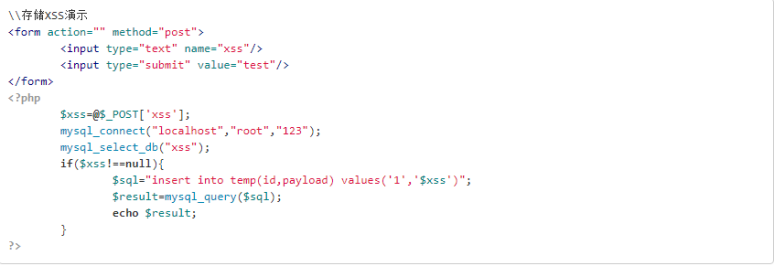 \\存储XSS演示
<form action="" method="post">
        <input type="text" name="xss"/>
        <input type="submit" value="test"/>
</form>
<?php
        $xss=@$_POST['xss'];
        mysql_connect("localhost","root","123");
        mysql_select_db("xss");
        if($xss!==null){
                $sql="insert into temp(id,payload) values('1','$xss')";
                $result=mysql_query($sql);
                echo $result;
        }
?>